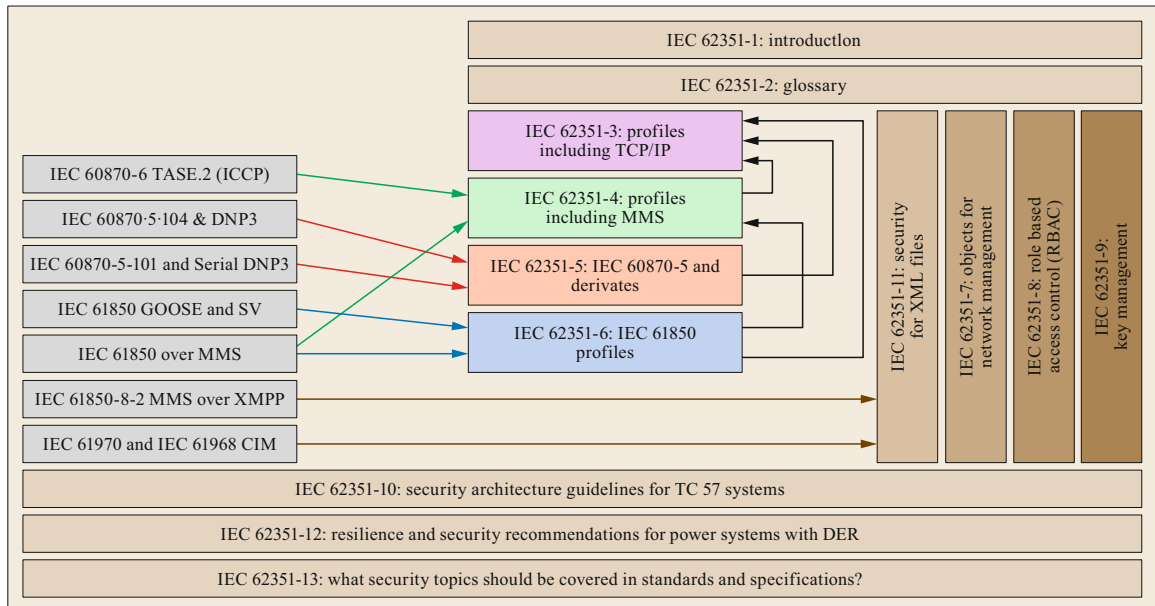 IEC 62351-1: introductlon
IEC 62351-2: glossary
IEC 62351-3: profiles
including TCP/IP
IEC 60870-6 TASE.2 (ICCP)
IEC 62351-4: profiles
including MMS
IEC 60870·5·104 & DNP3
IEC 60870-5-101 and Serial DNP3
IEC 62351-5: IEC 60870-5 and
derivates
IEC 61850 GOOSE and SV
IEC 62351-6: IEC 61850
profiles
IEC 61850 over MMS
IEC 61850-8-2 MMS over XMPP
IEC 61970 and IEC 61968 CIM
IEC 62351-11: security
for XML files
IEC 62351-7: objects for
network management
IEC 62351-8: role based
access control (RBAC)
IEC 62351-9:
key management
IEC 62351-10: security architecture guidelines for TC 57 systems
IEC 62351-12: resilience and security recommendations for power systems with DER
IEC 62351-13: what security topics should be covered in standards and specifications?